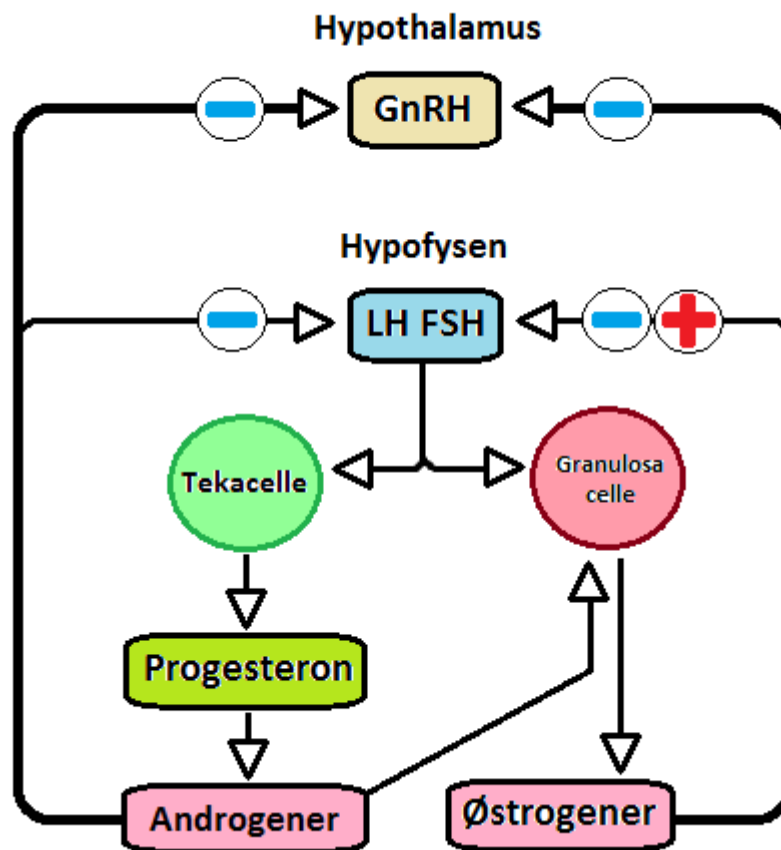 Hypothalamus
GnRH
Hypofysen
LH FSH
Tekacelle
Granulosa
celle
Progesteron
Androgener
Østrogener